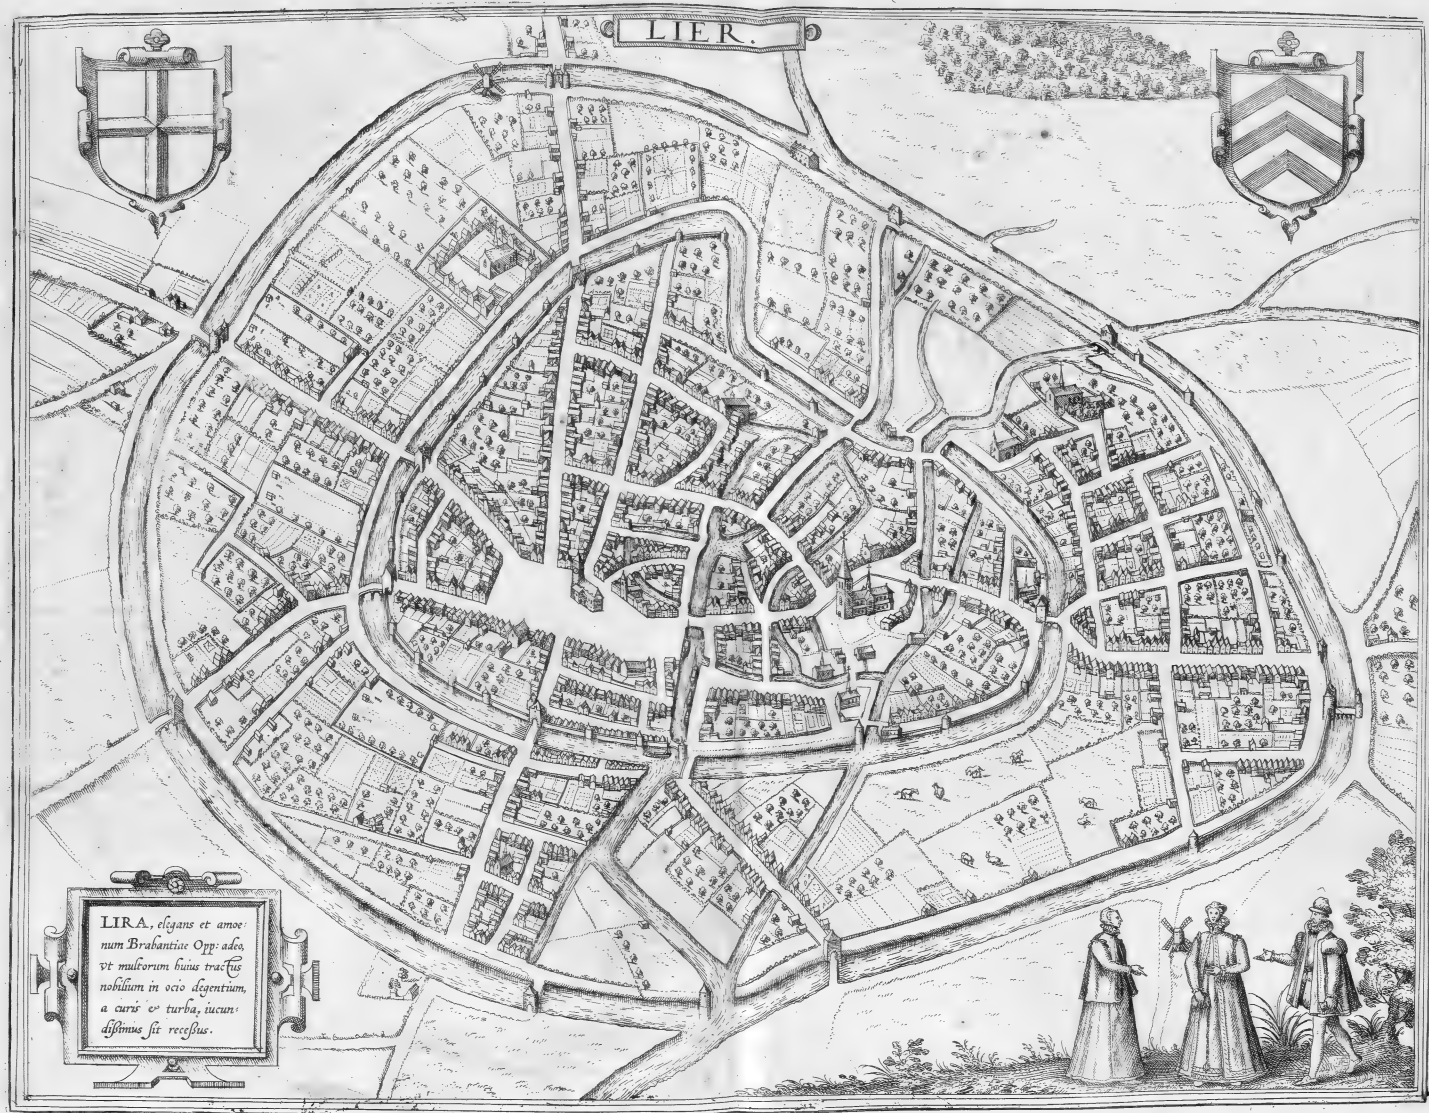 LIER.
LIRA, elegans et amoe:
num Brabantiae Opp: adeo,
vt multorum huius tractus
nobilium in ocio degentium,
a curis & turba, iucun:
dißimus sit receßus.